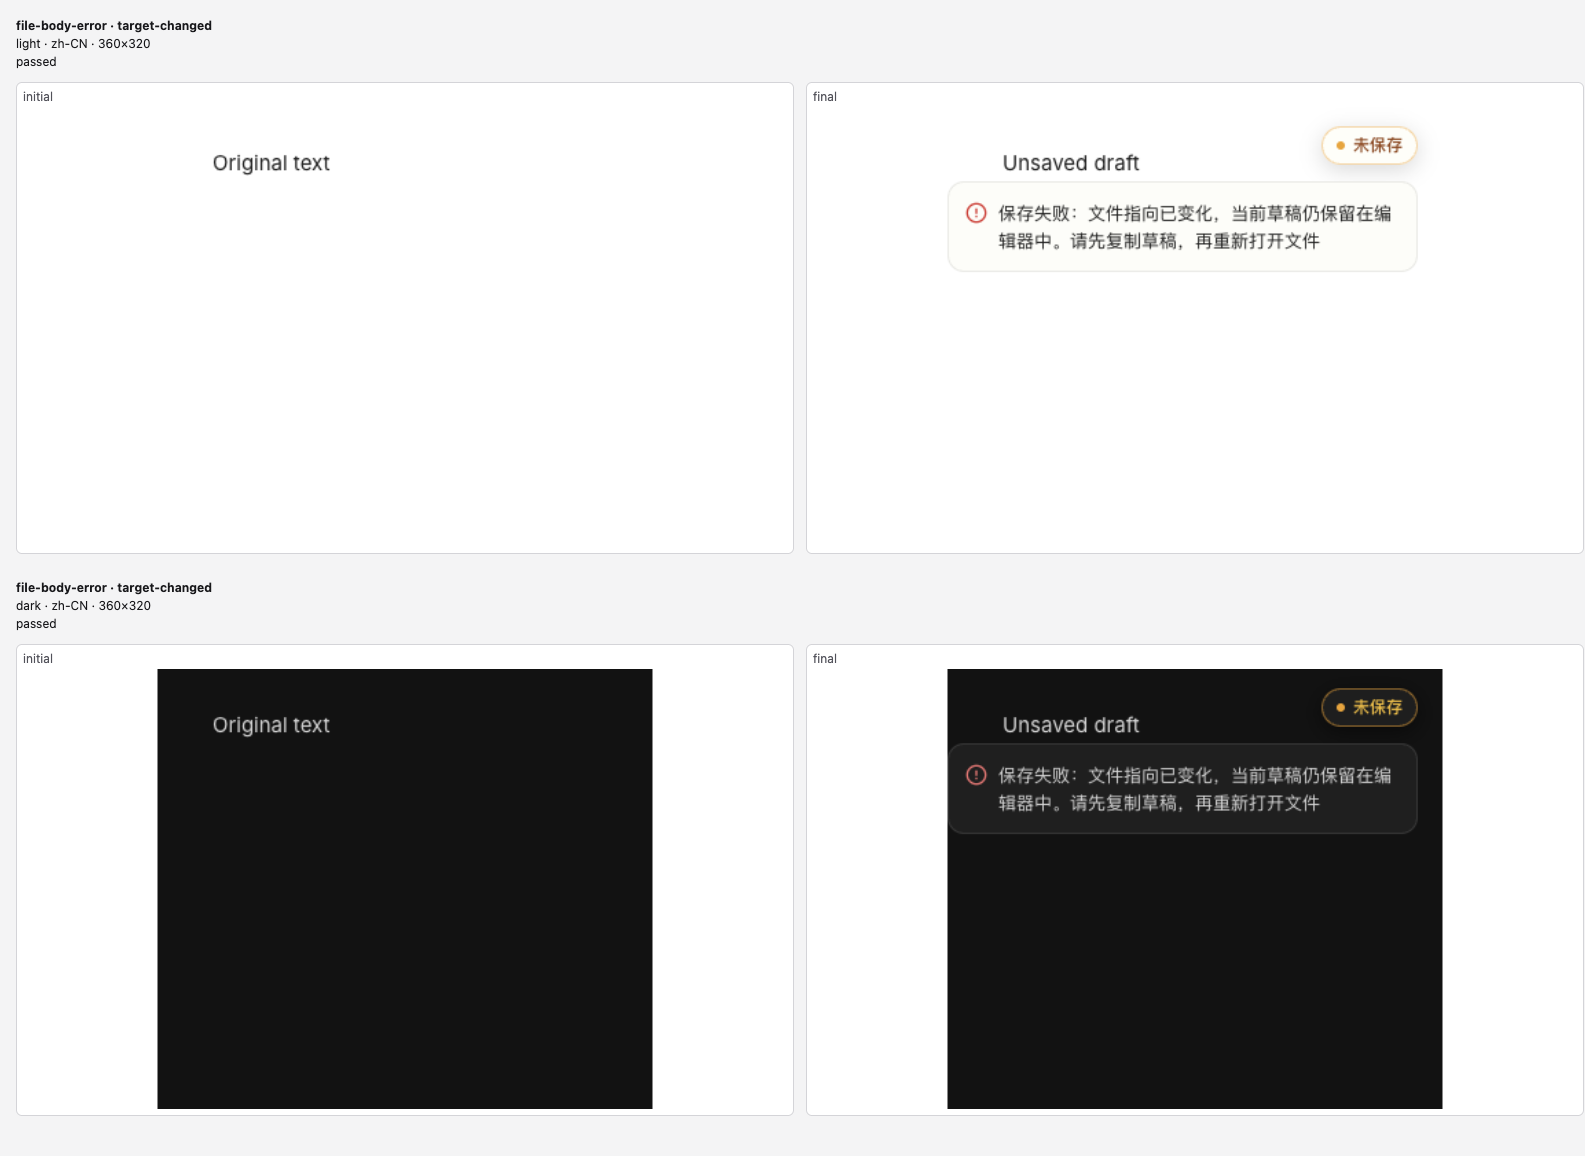 file-body-error · target-changed
light · zh-CN · 360×320
passed
initial
Original text
final
未保存
Unsaved draft
保存失败：文件指向已变化，当前草稿仍保留在编
辑器中。请先复制草稿，再重新打开文件
file-body-error · target-changed
dark · zh-CN · 360×320
passed
initial
Original text
final
未保存
Unsaved draft
保存失败：文件指向已变化，当前草稿仍保留在编
辑器中。请先复制草稿，再重新打开文件